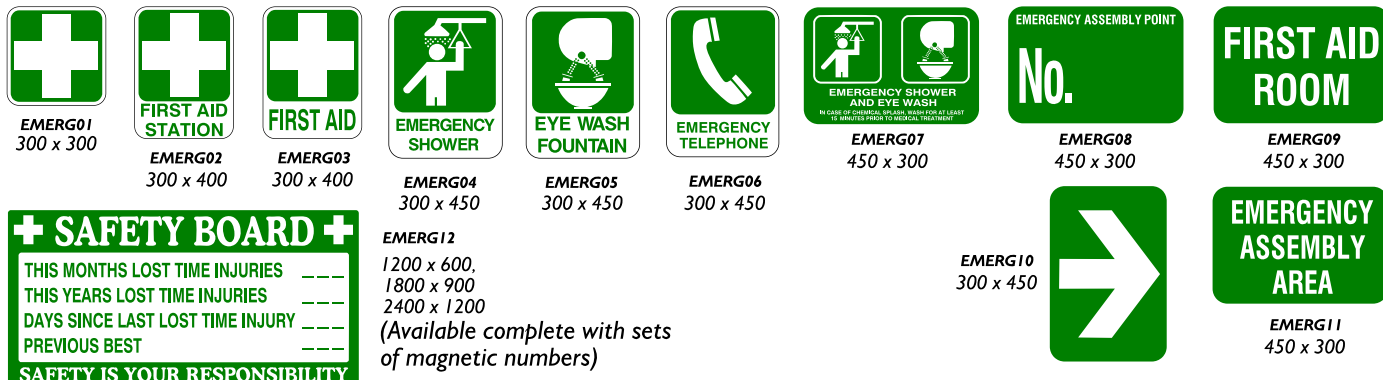 EMERG01
300 x 300
FIRST AID
STATION
EMERG02
300 x 400
FIRST AID
EMERG03
300 x 400
EMERGENCY
SHOWER
EMERG04
300 x 450
EYE WASH
FOUNTAIN
EMERG05
300 x 450
EMERGENCY
TELEPHONE
EMERG06
300 x 450
EMERGENCY SHOWER
AND EYE WASH
IN CASE OF CHEMICAL SPLASH, WASH FOR AT LEAST
15 MINUTES PRIOR TO MEDICAL TREATMENT
EMERG07
450 x 300
EMERGENCY ASSEMBLY POINT
No.
EMERG08
450 x 300
FIRST AID
ROOM
EMERG09
450 x 300
SAFETY BOARD
THIS MONTHS LOST TIME INJURIES _ _ _
THIS YEARS LOST TIME INJURIES _ _ _
DAYS SINCE LAST LOST TIME INJURY _ _ _
PREVIOUS BEST _ _ _
SAFETY IS YOUR RESPONSIBILITY
EMERG12
1200 x 600,
1800 x 900
2400 x 1200
(Available complete with sets
of magnetic numbers)
EMERG10
300 x 450
EMERGENCY
ASSEMBLY
AREA
EMERG11
450 x 300